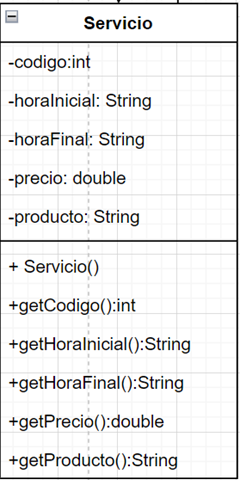 Servicio
-codigo:int
-horaInicial: String
-horaFinal: String
-precio: double
-producto: String
+ Servicio()
+getCodigo():int
+getHoraInicial():String
+getHoraFinal():String
+getPrecio():double
+getProducto():String